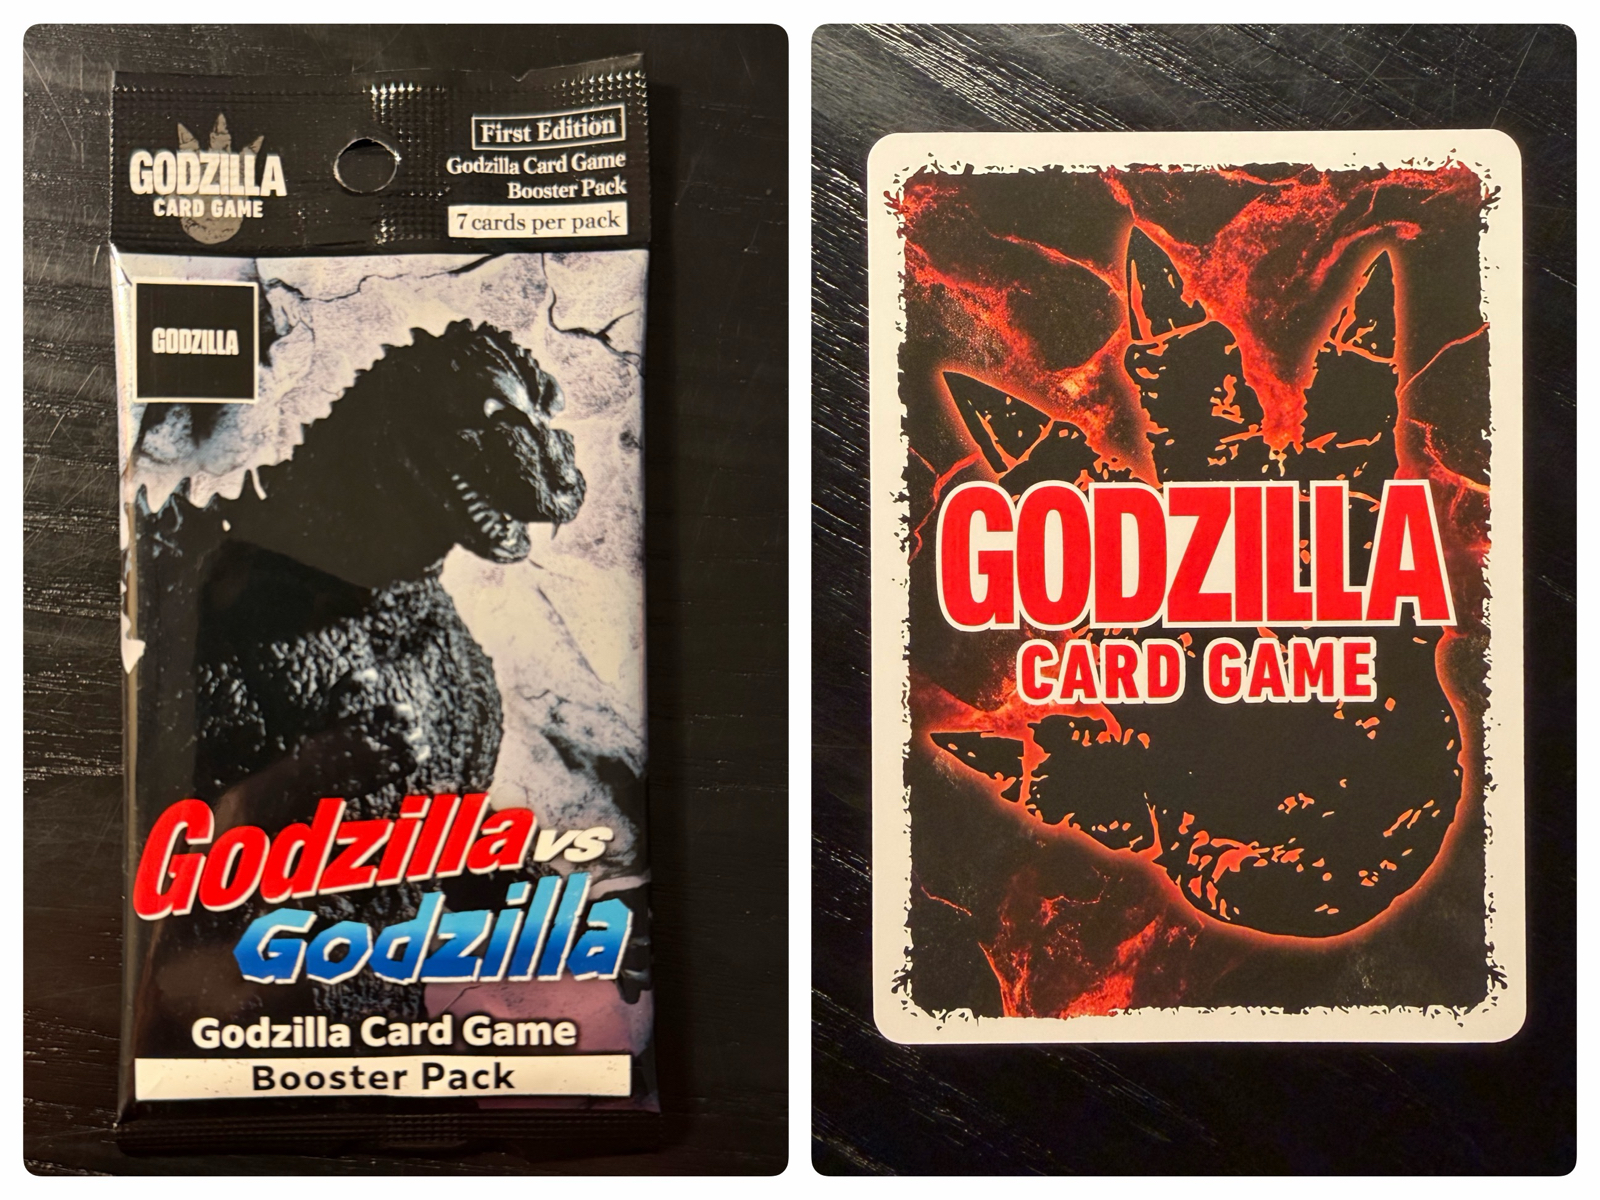 GODZILLA
CARD GAME
First Edition
Godzilla Card Game
Booster Pack
7 cards per pack
GODZILLA
Godzilla vs
Godzilla
Godzilla Card Game
Booster Pack
GODZILLA
CARD GAME